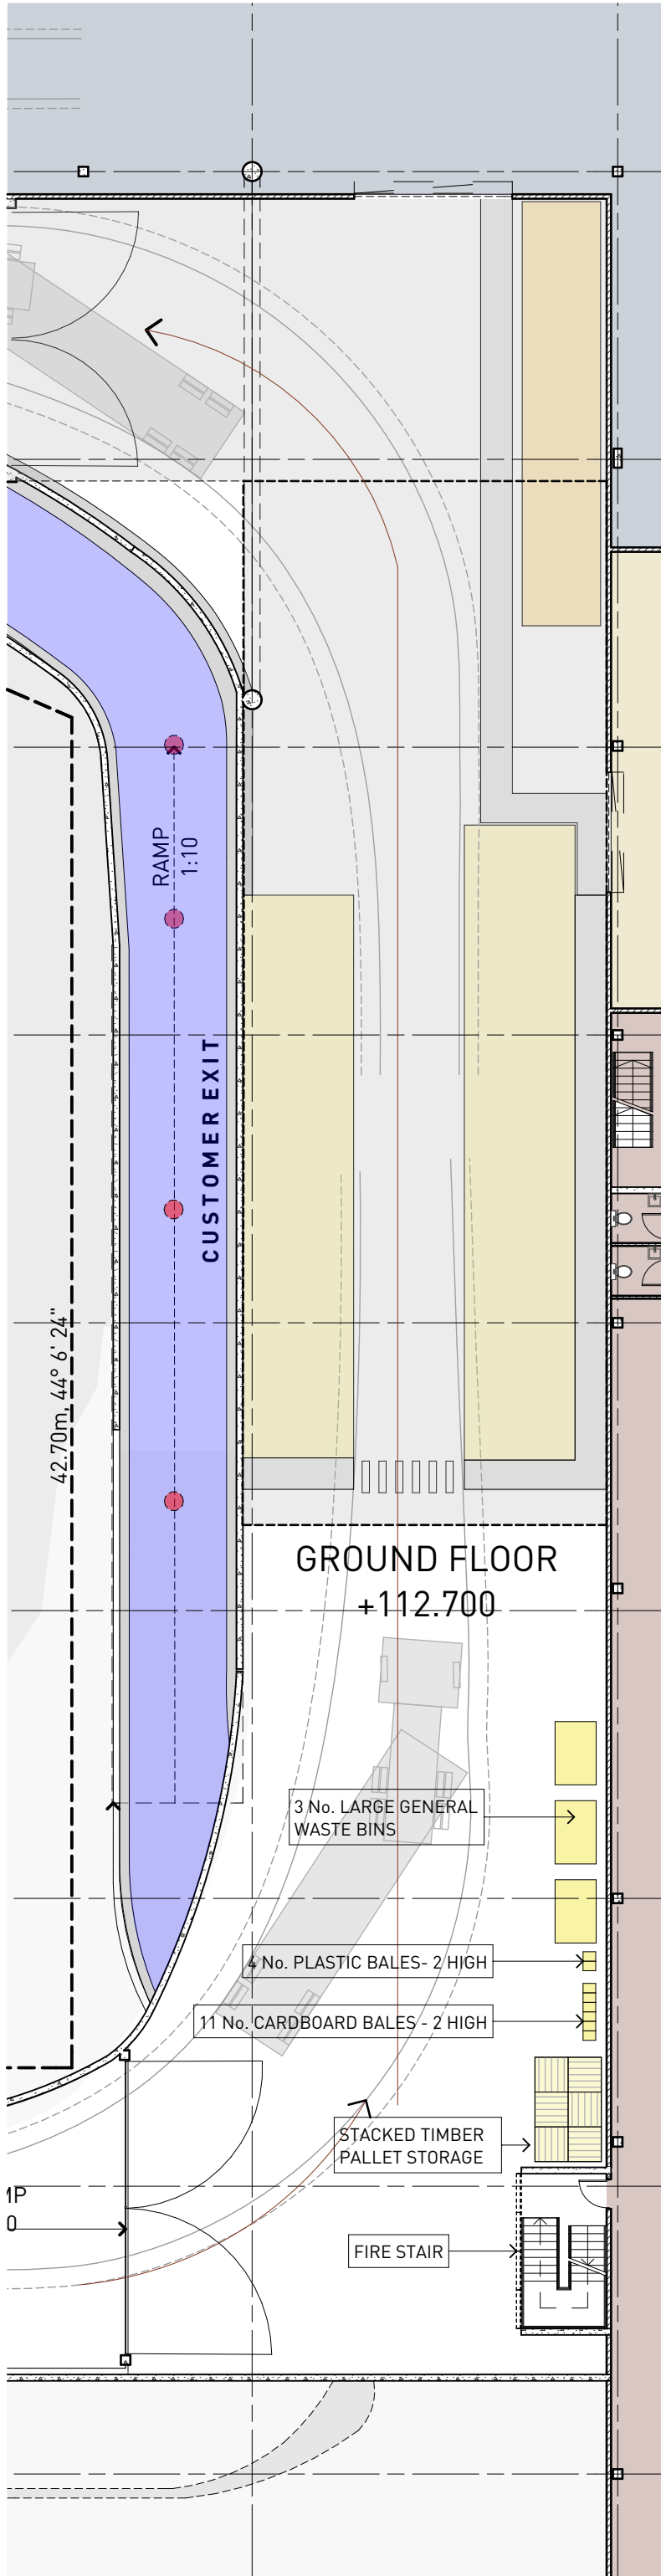 RAMP
1:10
CUSTOMER EXIT
42.70m, 44° 6' 24"
GROUND FLOOR
+112.700
3 No. LARGE GENERAL
WASTE BINS
4 No. PLASTIC BALES- 2 HIGH
11 No. CARDBOARD BALES - 2 HIGH
STACKED TIMBER
PALLET STORAGE
MP
0
FIRE STAIR